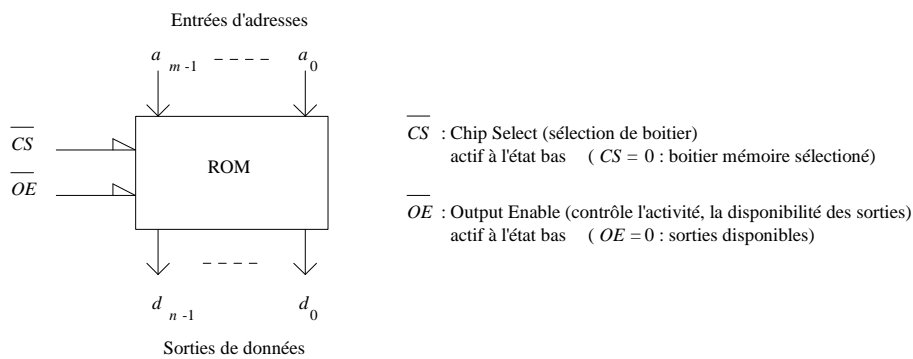 Entrées d'adresses
a m-1 – – – – a 0
CS
OE
ROM
d n-1 – – – – d 0
Sorties de données
CS : Chip Select (sélection de boitier)
actif à l'état bas ( CS = 0 : boitier mémoire sélectioné)
OE : Output Enable (contrôle l'activité, la disponibilité des sorties)
actif à l'état bas ( OE = 0 : sorties disponibles)